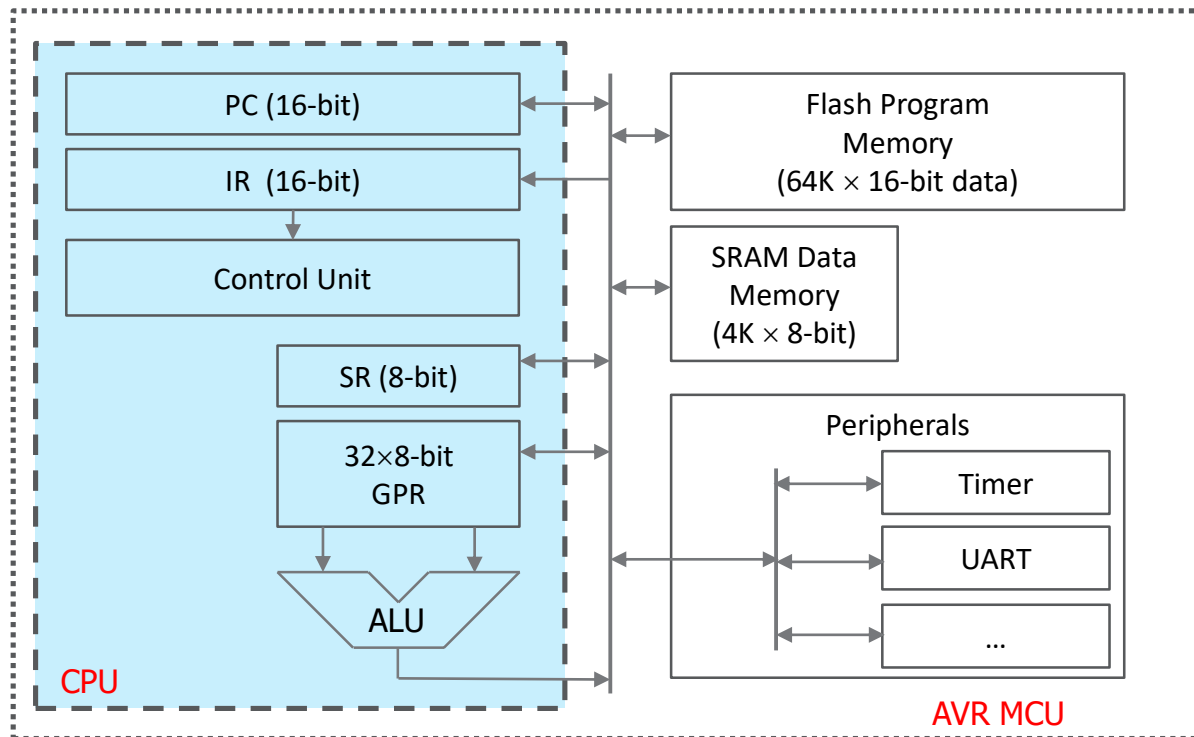 PC (16-bit)
IR (16-bit)
Control Unit
SR (8-bit)
32×8-bit
GPR
ALU
CPU
Flash Program
Memory
(64K × 16-bit data)
SRAM Data
Memory
(4K × 8-bit)
Peripherals
Timer
UART
...
AVR MCU